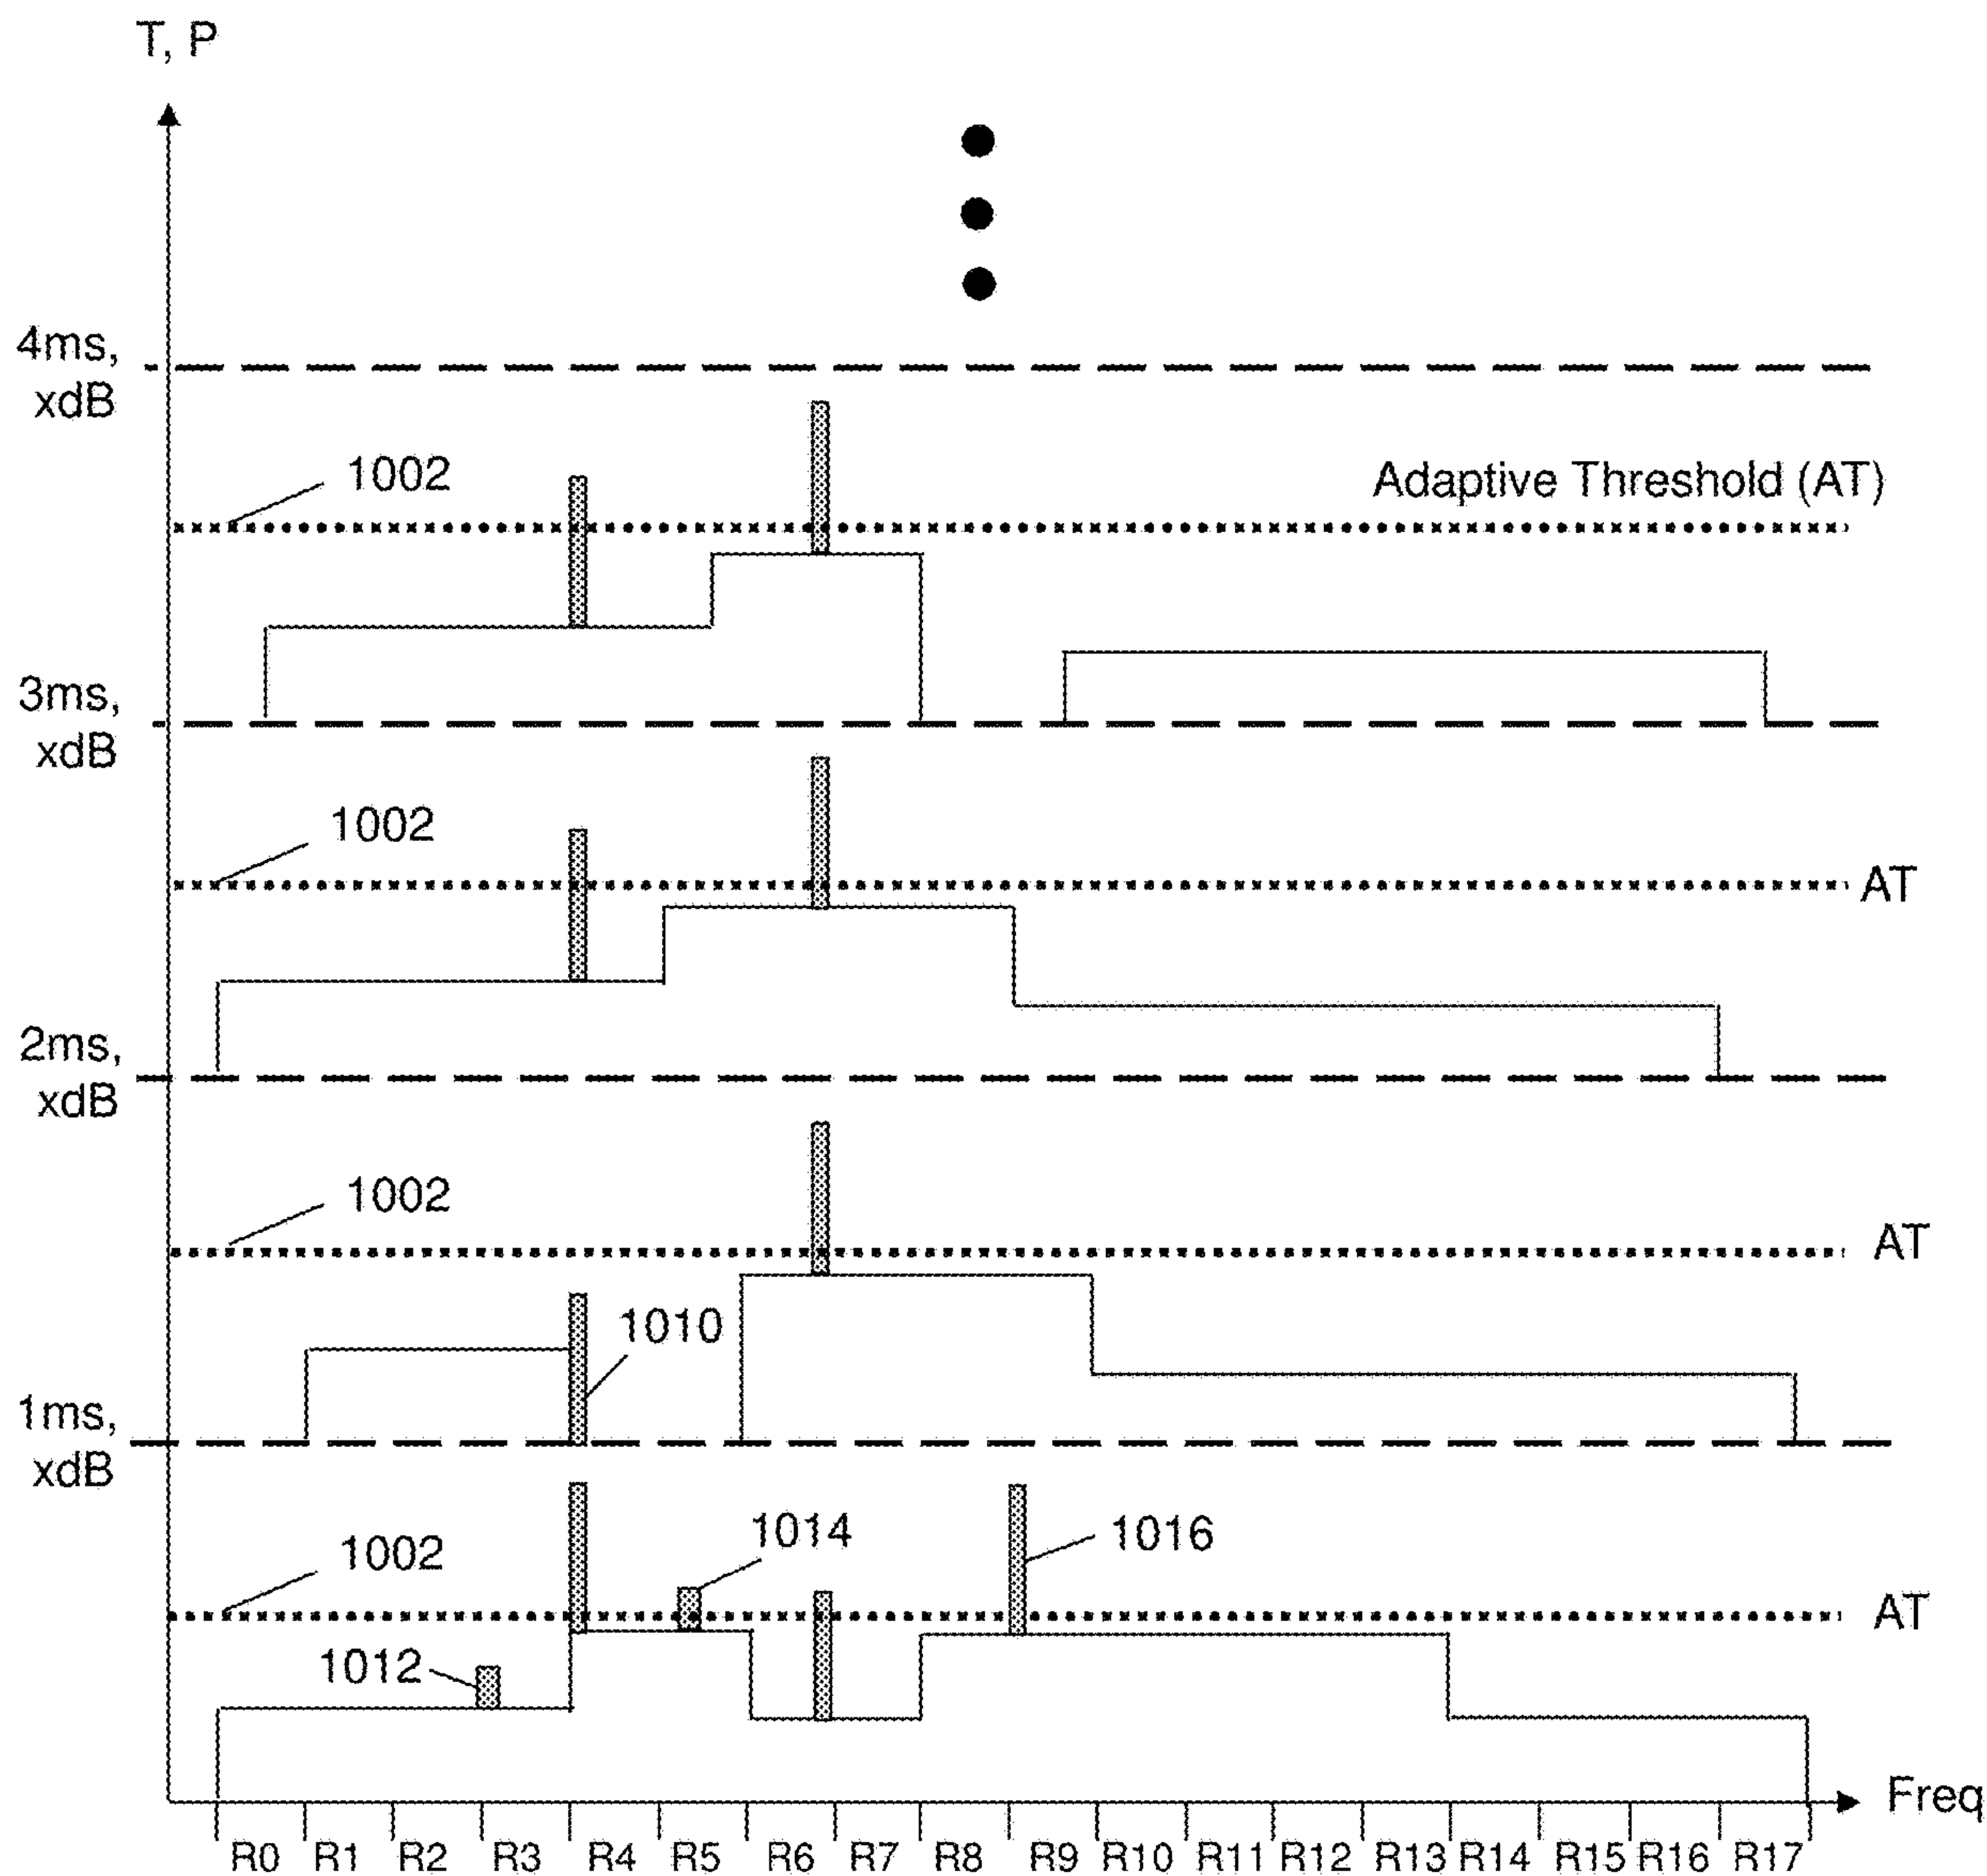 T, P
4ms,
xdB
1002
Adaptive Threshold (AT)
3ms,
xdB
1002
AT
2ms,
xdB
1002
AT
1010
1ms,
xdB
1014
1016
1002
AT
1012
Freq
R0 R1 R2 R3 R4 R5 R6 R7 R8 R9 R10 R11 R12 R13 R14 R15 R16 R17